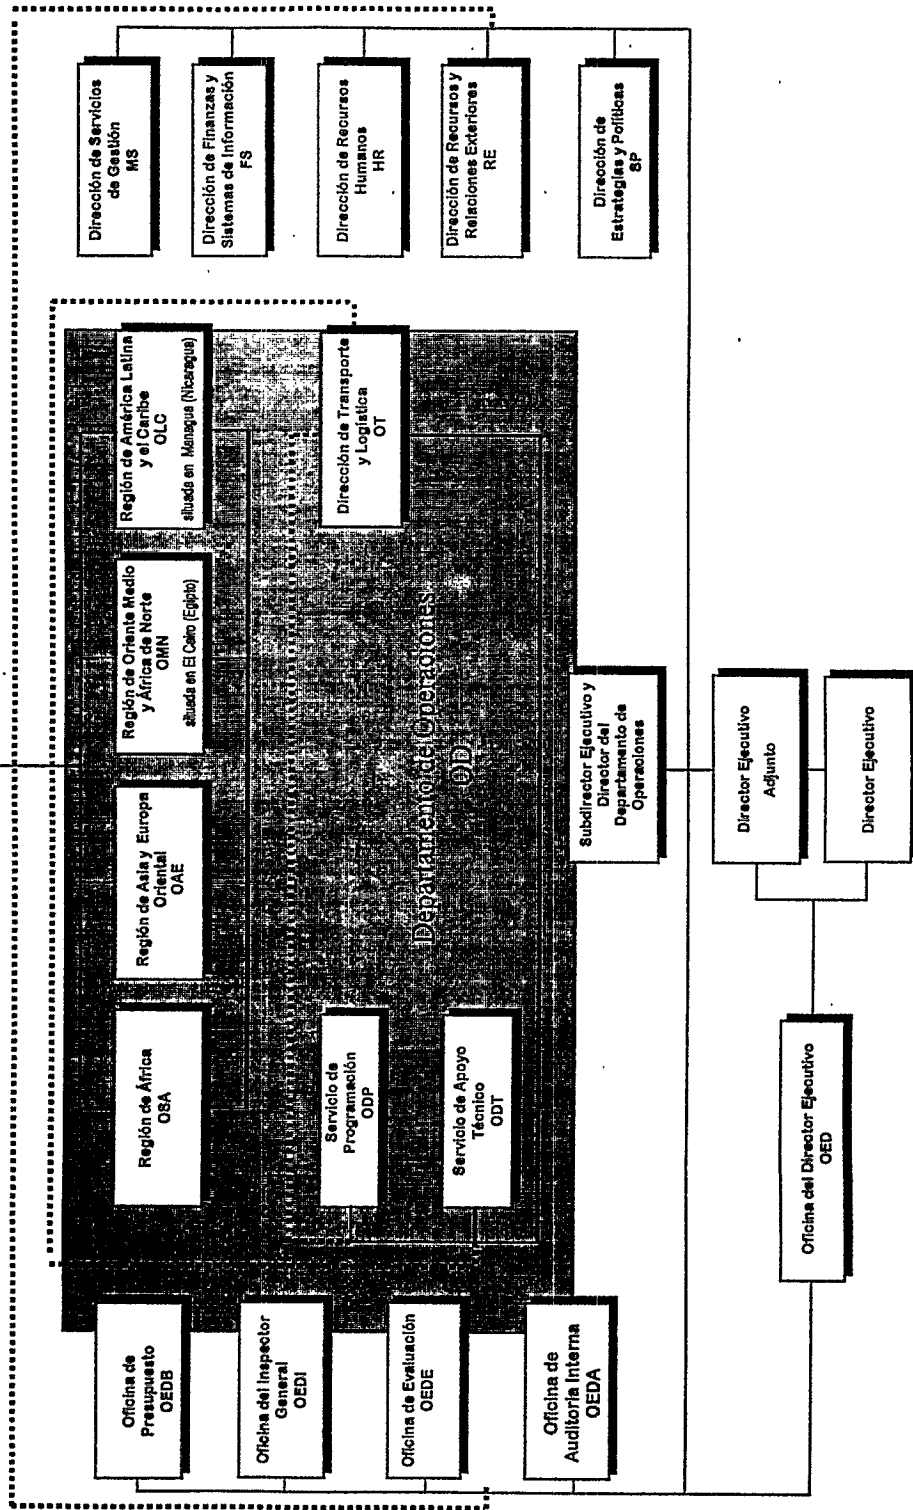 Director Ejecutivo
Director Ejecutivo
Adjunto
Oficina del Director Ejecutivo
OED
Subdirector Ejecutivo y
Director del
Departamento de
Operaciones
Oficina de
Presupuesto
OEDB
Oficina del Inspector
General
OEDI
Oficina de Evaluación
OEDE
Oficina de
Auditoría Interna
OEDA
Departamento de Operaciones
OD
Región de África
OSA
Región de Asia y Europa
Oriental
OAE
Región de Oriente Medio
y África de Norte
OMN
situada en El Cairo (Egipto)
Región de América Latina
y el Caribe
OLC
situada en Managua (Nicaragua)
Servicio de
Programación
ODP
Servicio de Apoyo
Técnico
ODT
Dirección de Transporte
y Logística
OT
Dirección de Servicios
de Gestión
MS
Dirección de Finanzas y
Sistemas de Información
FS
Dirección de Recursos
Humanos
HR
Dirección de Recursos y
Relaciones Exteriores
RE
Dirección de
Estrategias y Políticas
SP